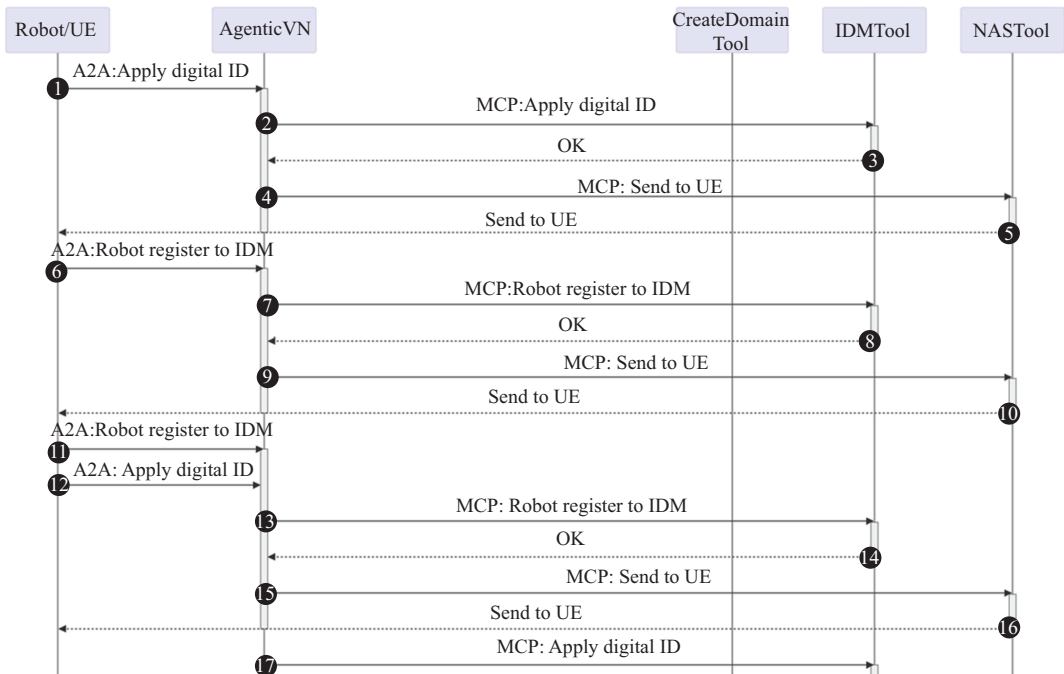 Robot/UE
AgenticVN
CreateDomain
Tool
IDMTool
NASTool
A2A:Apply digital ID
1
MCP:Apply digital ID
2
OK
3
MCP: Send to UE
4
Send to UE
5
A2A:Robot register to IDM
6
MCP:Robot register to IDM
7
OK
8
MCP: Send to UE
9
Send to UE
10
A2A:Robot register to IDM
11
A2A: Apply digital ID
12
MCP: Robot register to IDM
13
OK
14
MCP: Send to UE
15
Send to UE
16
MCP: Apply digital ID
17